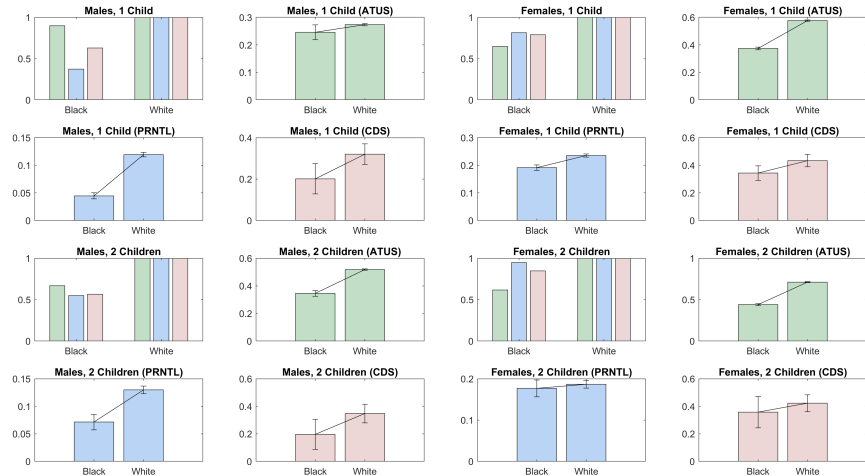 Males, 1 Child
1
0.5
0
Black White
Males, 1 Child (ATUS)
0.3
0.2
0.1
0
Black White
Females, 1 Child
1
0.5
0
Black White
Females, 1 Child (ATUS)
0.6
0.4
0.2
0
Black White
Males, 1 Child (PRNTL)
0.15
0.1
0.05
0
Black White
Males, 1 Child (CDS)
0.4
0.2
0
Black White
Females, 1 Child (PRNTL)
0.3
0.2
0.1
0
Black White
Females, 1 Child (CDS)
0.6
0.4
0.2
0
Black White
Males, 2 Children
1
0.5
0
Black White
Males, 2 Children (ATUS)
0.6
0.4
0.2
0
Black White
Females, 2 Children
1
0.5
0
Black White
Females, 2 Children (ATUS)
1
0.5
0
Black White
Males, 2 Children (PRNTL)
0.15
0.1
0.05
0
Black White
Males, 2 Children (CDS)
0.6
0.4
0.2
0
Black White
Females, 2 Children (PRNTL)
0.2
0.1
0
Black White
Females, 2 Children (CDS)
0.6
0.4
0.2
0
Black White